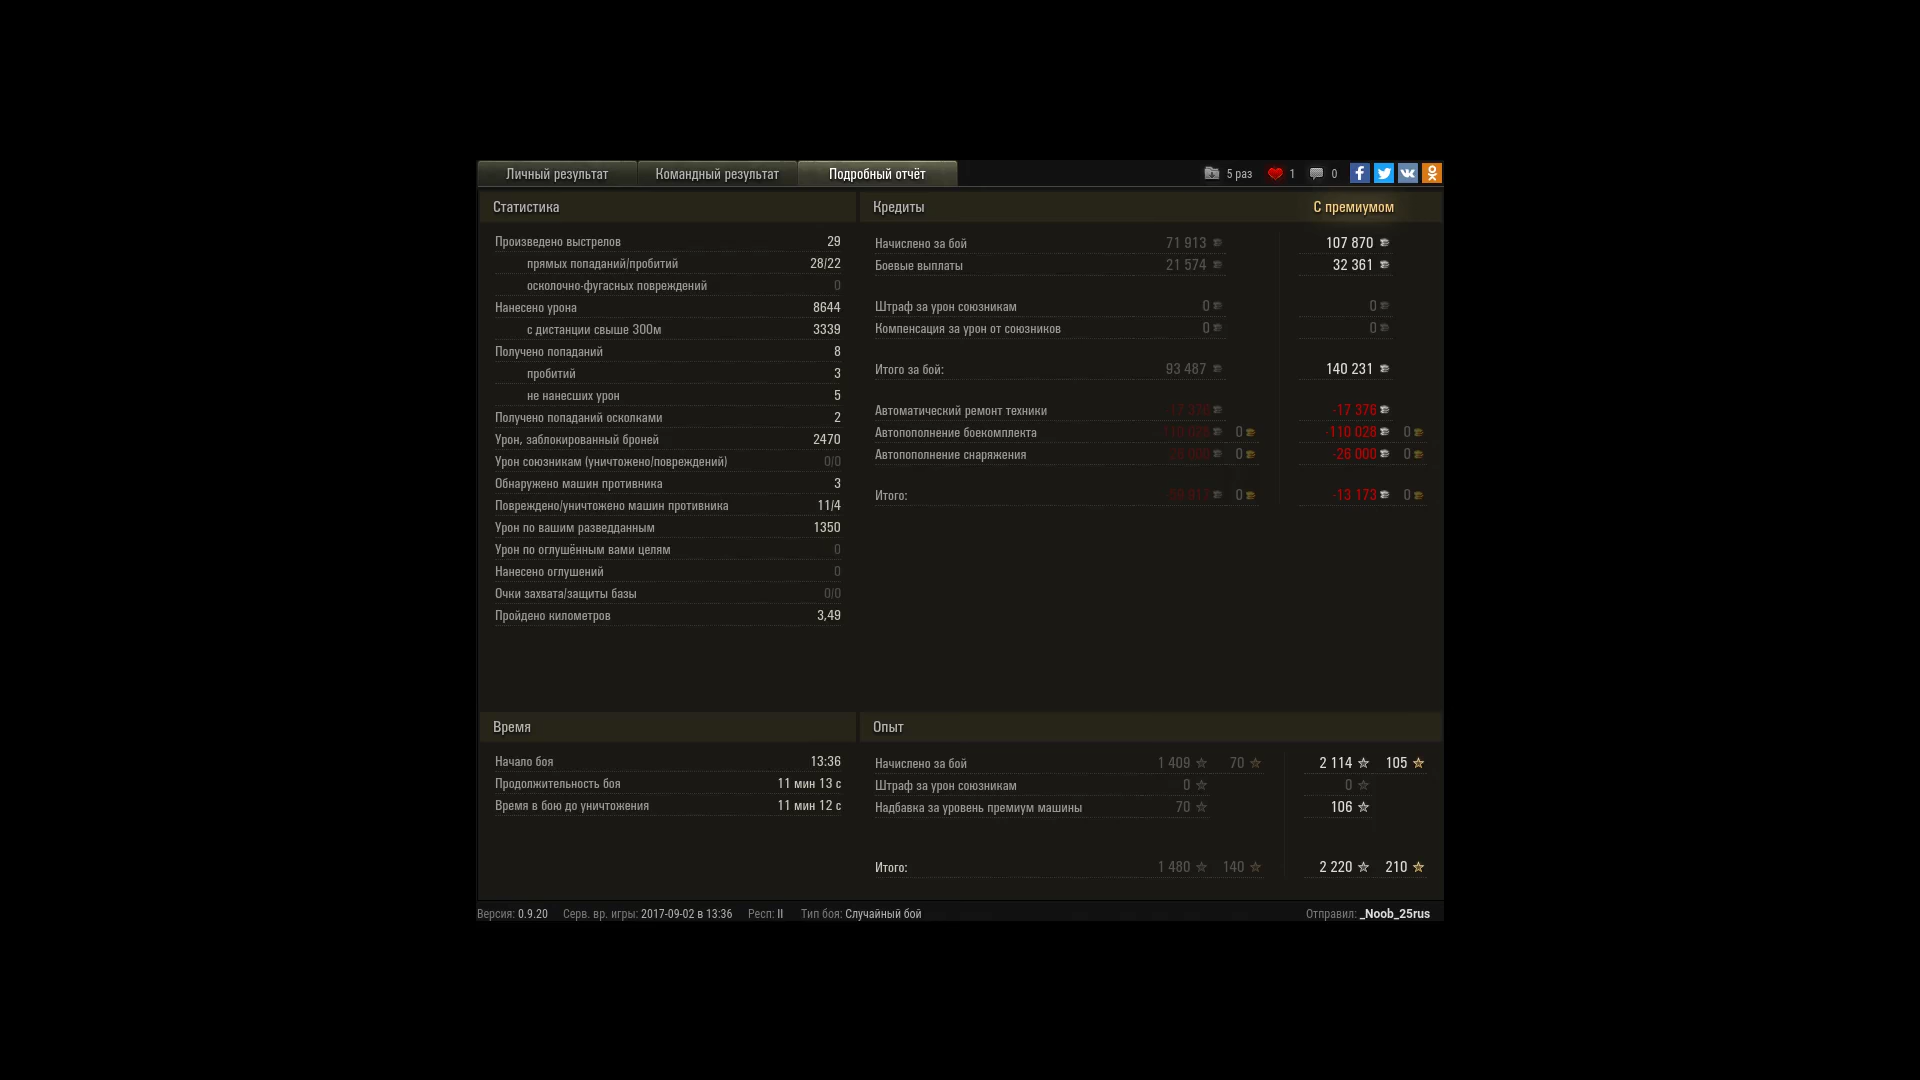 Личный результат Командный результат Подробный отчёт 5 раз 1 0
Статистика
Произведено выстрелов 29
прямых попаданий/пробитий 28/22
осколочно-фугасных повреждений 0
Нанесено урона 8644
с дистанции свыше 300м 3339
Получено попаданий 8
пробитий 3
не нанесших урон 5
Получено попаданий осколками 2
Урон, заблокированный броней 2470
Урон союзникам (уничтожено/повреждений) 0/0
Обнаружено машин противника 3
Повреждено/уничтожено машин противника 11/4
Урон по вашим разведданным 1350
Урон по оглушённым вами целям 0
Нанесено оглушений 0
Очки захвата/защиты базы 0/0
Пройдено километров 3,49
Кредиты С премиумом
Начислено за бой 71 913 107 870
Боевые выплаты 21 574 32 361
Штраф за урон союзникам 0 0
Компенсация за урон от союзников 0 0
Итого за бой: 93 487 140 231
Автоматический ремонт техники -17 376 -17 376
Автопополнение боекомплекта -110 028 0 -110 028 0
Автопополнение снаряжения -26 000 0 -26 000 0
Итого: -59 917 0 -13 173 0
Время
Начало боя 13:36
Продолжительность боя 11 мин 13 с
Время в бою до уничтожения 11 мин 12 с
Опыт
Начислено за бой 1 409 70 2 114 105
Штраф за урон союзникам 0 0
Надбавка за уровень премиум машины 70 106
Итого: 1 480 140 2 220 210
Версия: 0.9.20 Серв. вр. игры: 2017-09-02 в 13:36 Респ: II Тип боя: Случайный бой Отправил: _Noob_25rus